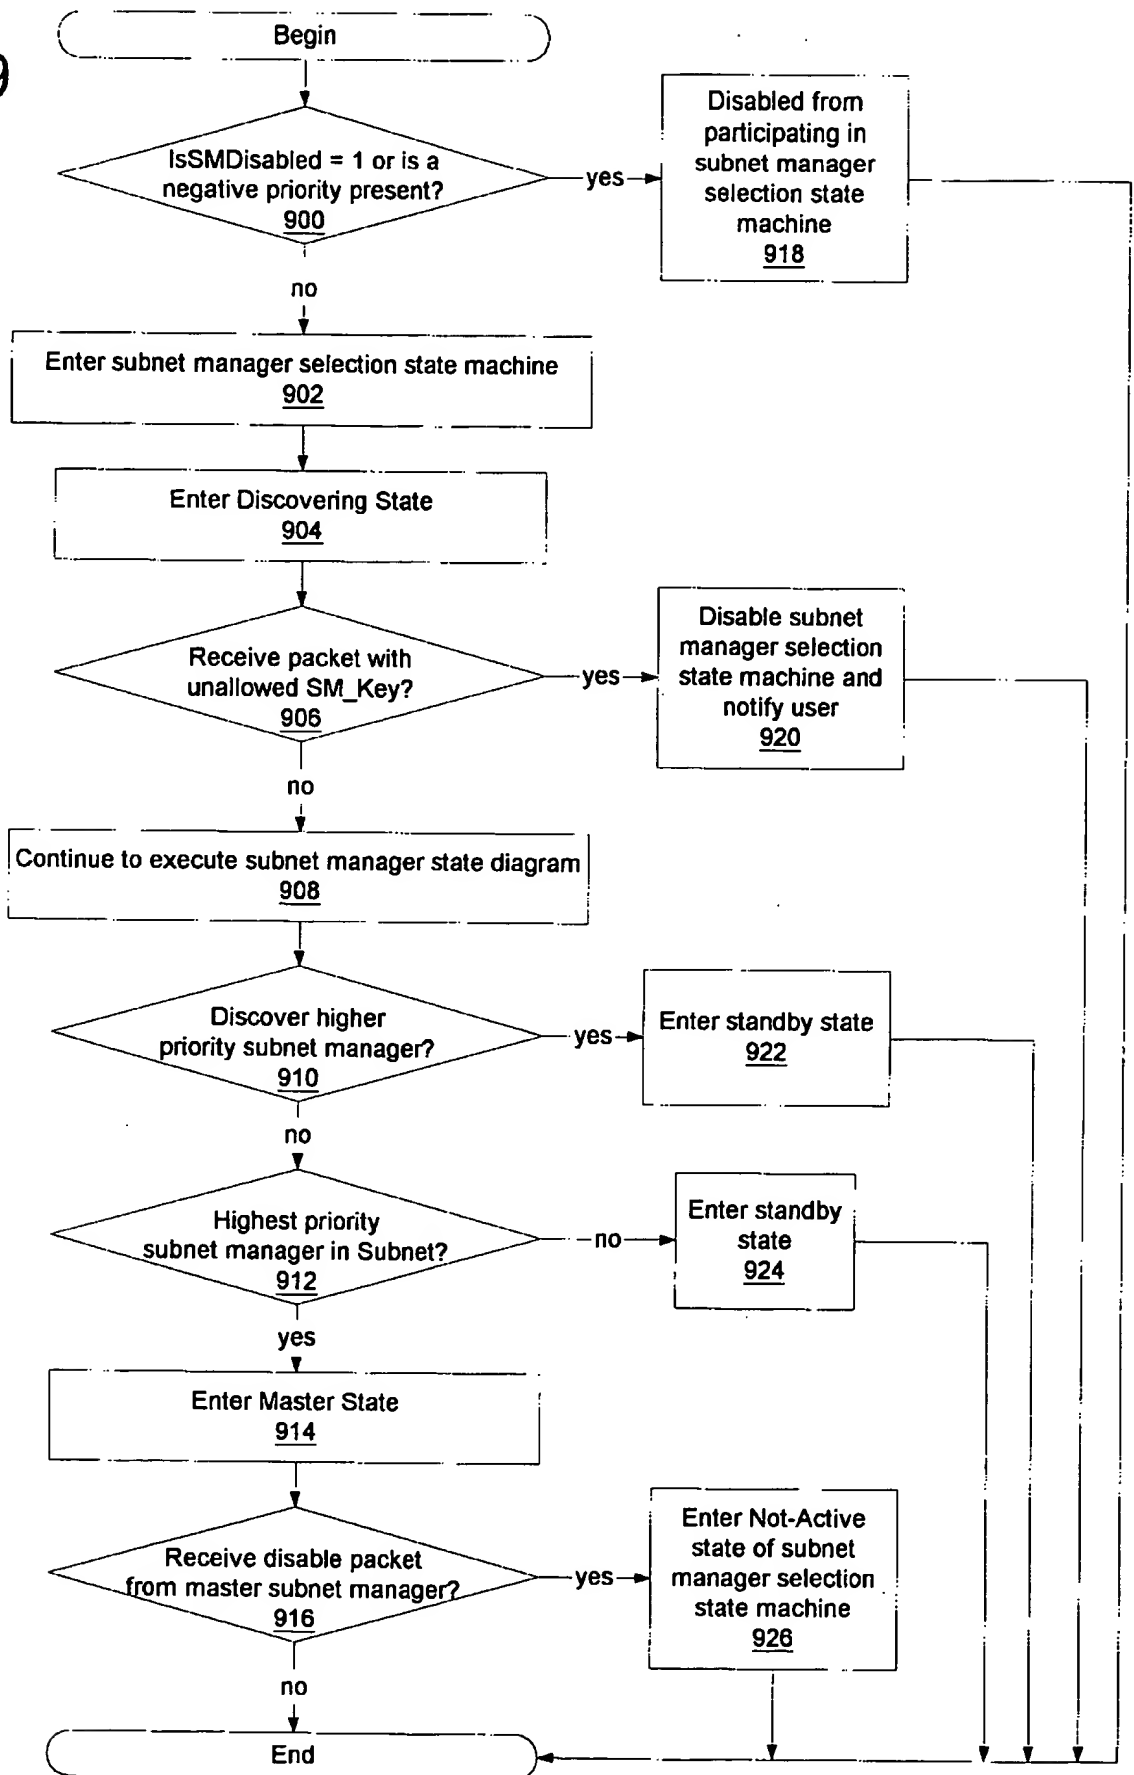 9
Begin
IsSMDisabled = 1 or is a
negative priority present?
900
yes
Disabled from
participating in
subnet manager
selection state
machine
918
no
Enter subnet manager selection state machine
902
Enter Discovering State
904
Receive packet with
unallowed SM_Key?
906
yes
Disable subnet
manager selection
state machine and
notify user
920
no
Continue to execute subnet manager state diagram
908
Discover higher
priority subnet manager?
910
yes
Enter standby state
922
no
Highest priority
subnet manager in Subnet?
912
no
Enter standby
state
924
yes
Enter Master State
914
Receive disable packet
from master subnet manager?
916
yes
Enter Not-Active
state of subnet
manager selection
state machine
926
no
End